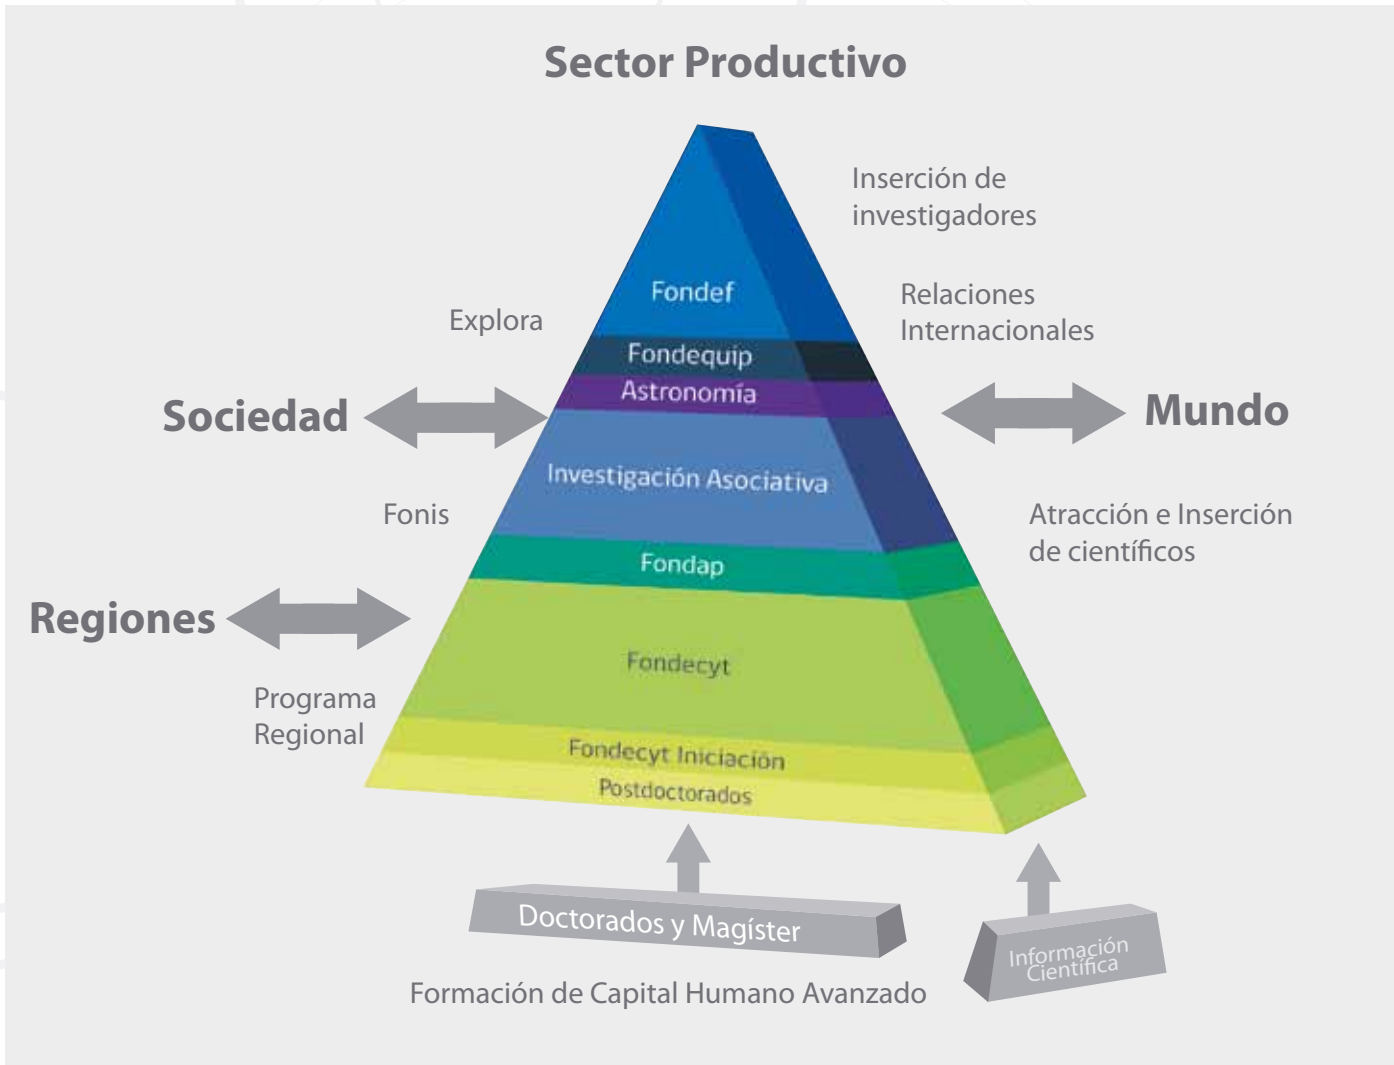 Sector Productivo
Inserción de
investigadores
Fondef
Relaciones
Internacionales
Explora
Fondequip
Astronomía
Sociedad
Mundo
Investigación Asociativa
Fonis
Atracción e Inserción
de científicos
Fondap
Regiones
Fondecyt
Programa
Regional
Fondecyt Iniciación
Postdoctorados
Doctorados y Magíster
Información
Científica
Formación de Capital Humano Avanzado